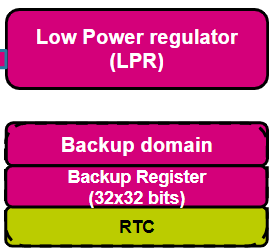 Low Power regulator
(LPR)
Backup domain
Backup Register
(32x32 bits)
RTC